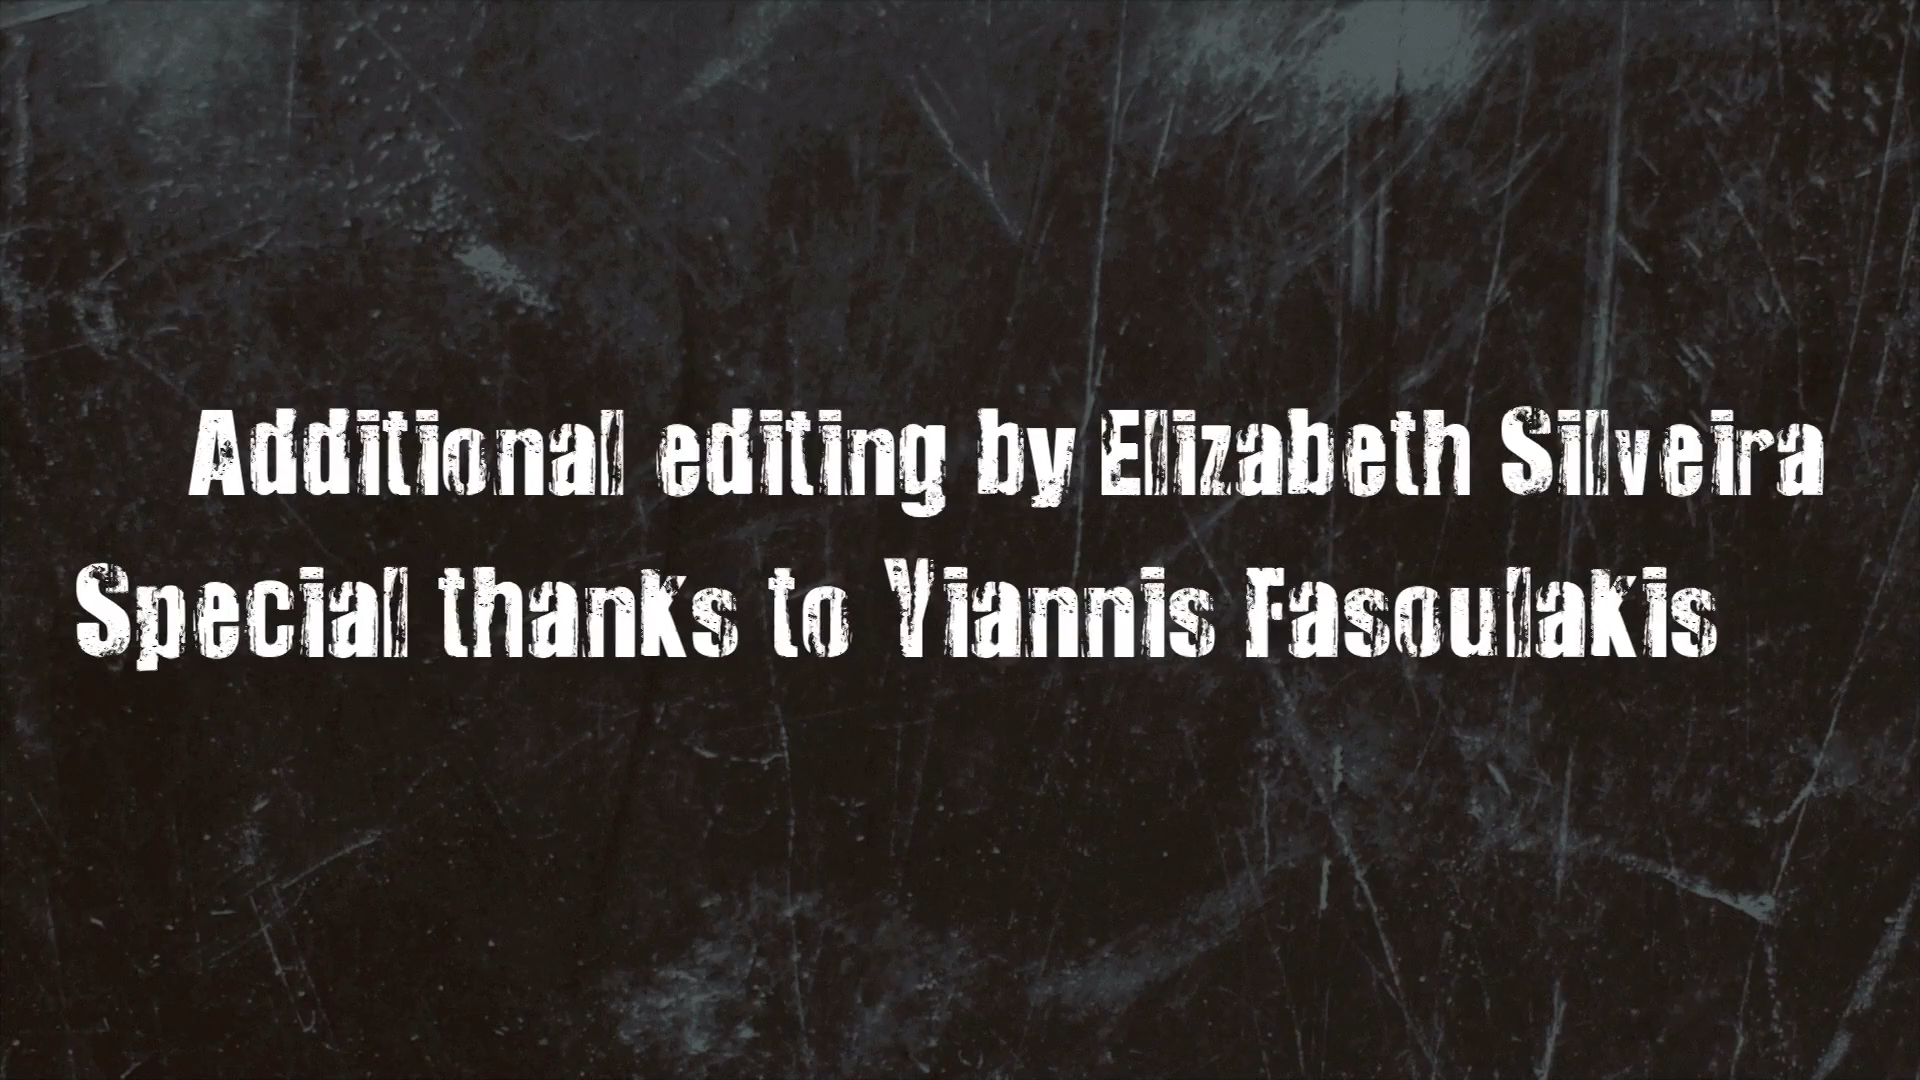 Additional editing by Elizabeth Silveira
Special thanks to Yiannis Fasoulakis